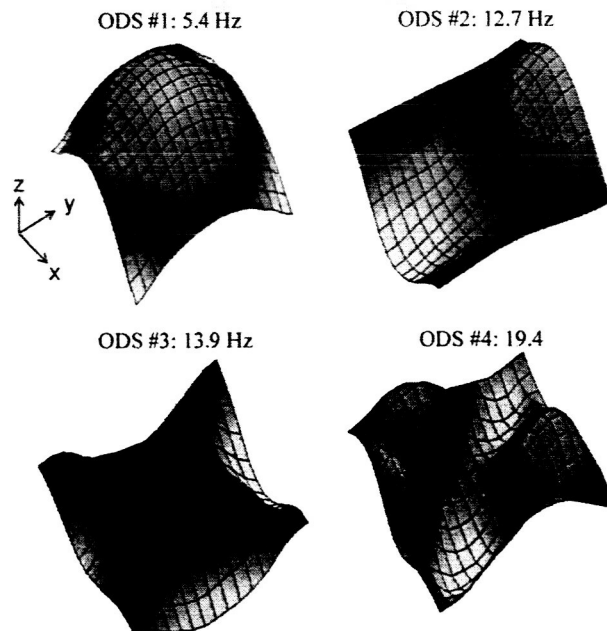 ODS #1: 5.4 Hz
ODS #2: 12.7 Hz
z
y
x
ODS #3: 13.9 Hz
ODS #4: 19.4